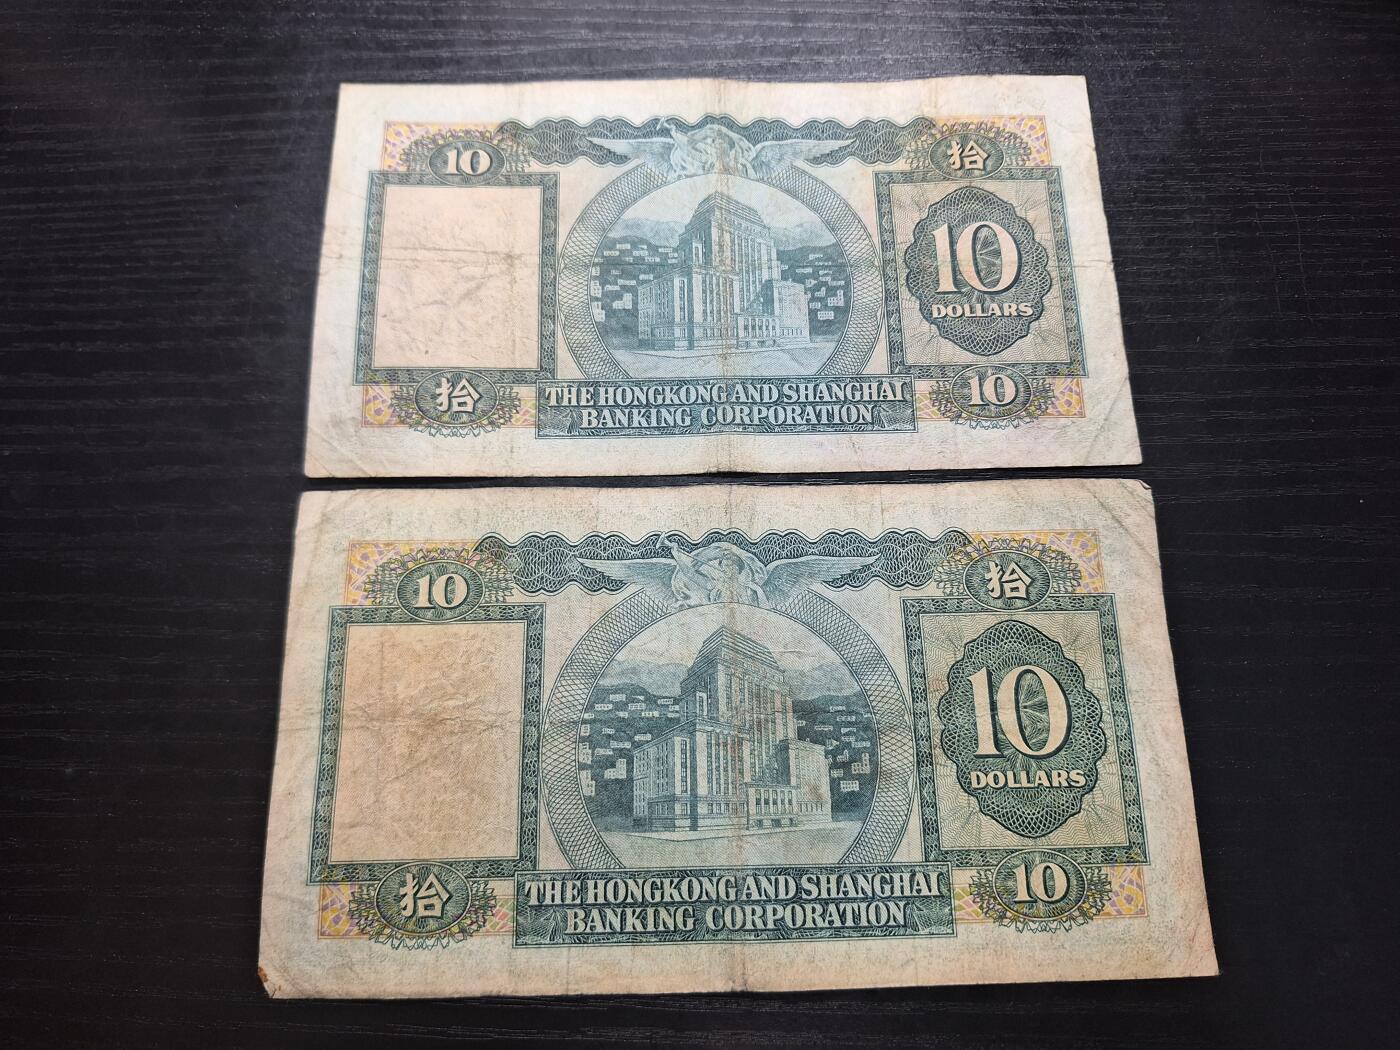 10 拾
10
DOLLARS
拾 10
THE HONGKONG AND SHANGHAI
BANKING CORPORATION
10 拾
10
DOLLARS
拾 10
THE HONGKONG AND SHANGHAI
BANKING CORPORATION